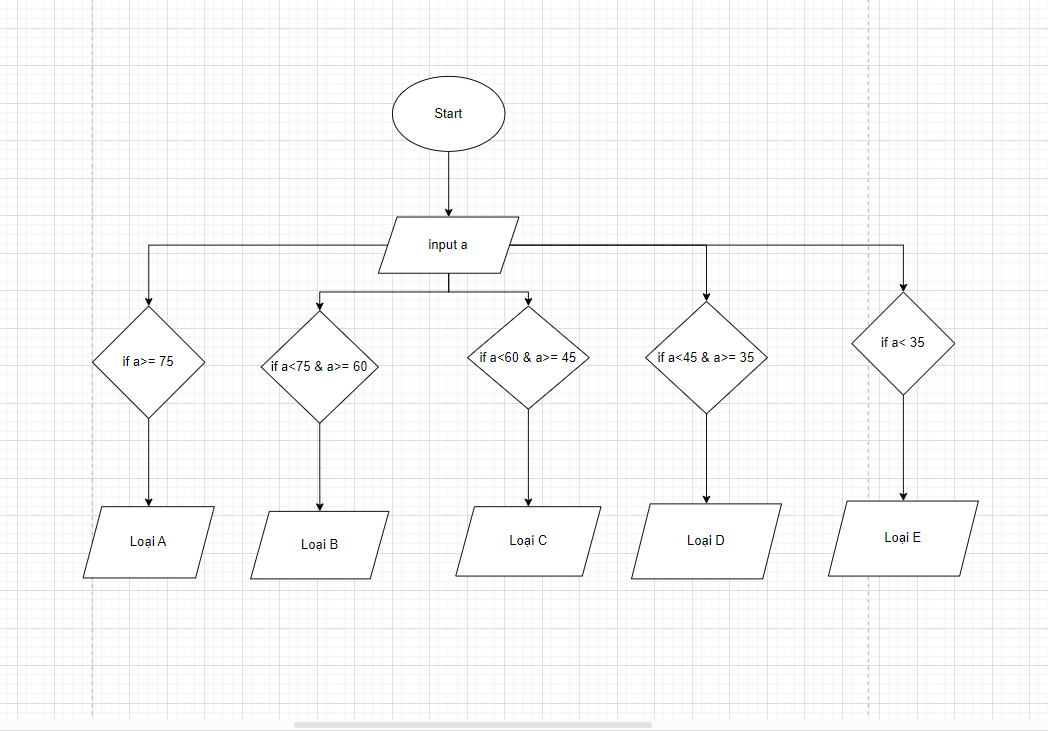 Start
input a
if a>= 75
if a<75 & a>= 60
if a<60 & a>= 45
if a<45 & a>= 35
if a< 35
Loại A
Loại B
Loại C
Loại D
Loại E